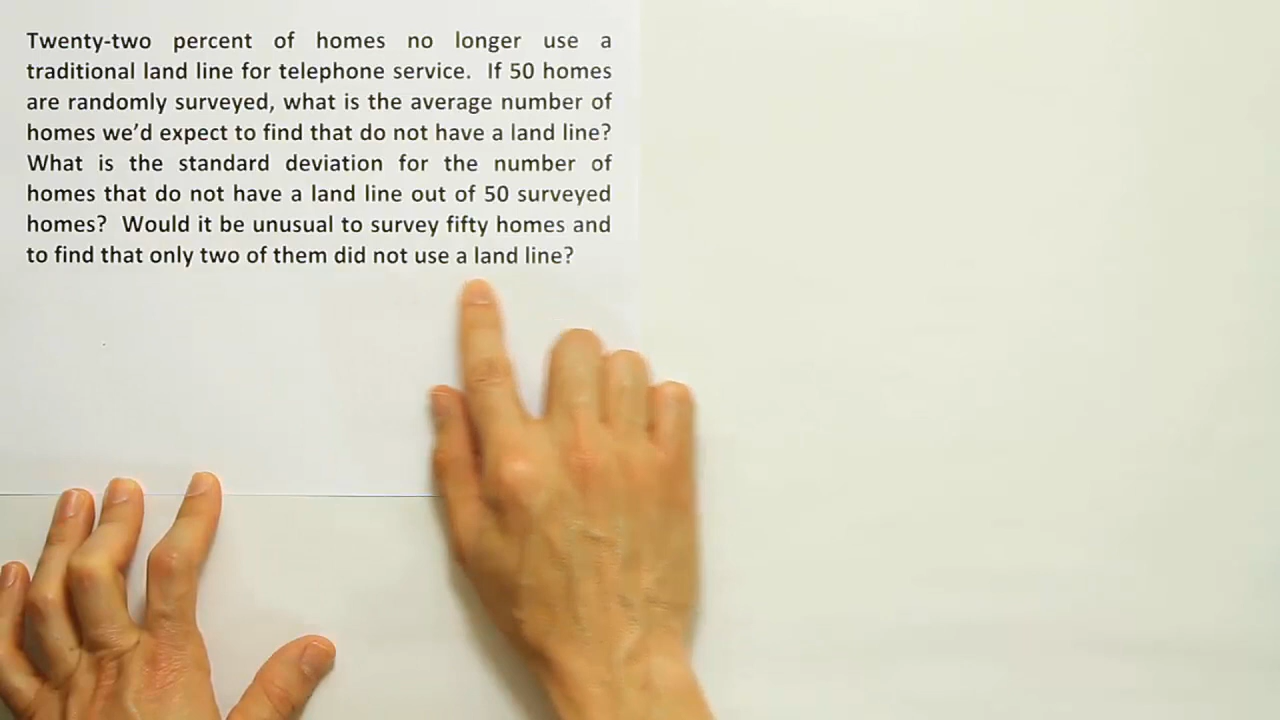 Twenty-two percent of homes no longer use a
traditional land line for telephone service. If 50 homes
are randomly surveyed, what is the average number of
homes we’d expect to find that do not have a land line?
What is the standard deviation for the number of
homes that do not have a land line out of 50 surveyed
homes? Would it be unusual to survey fifty homes and
to find that only two of them did not use a land line?